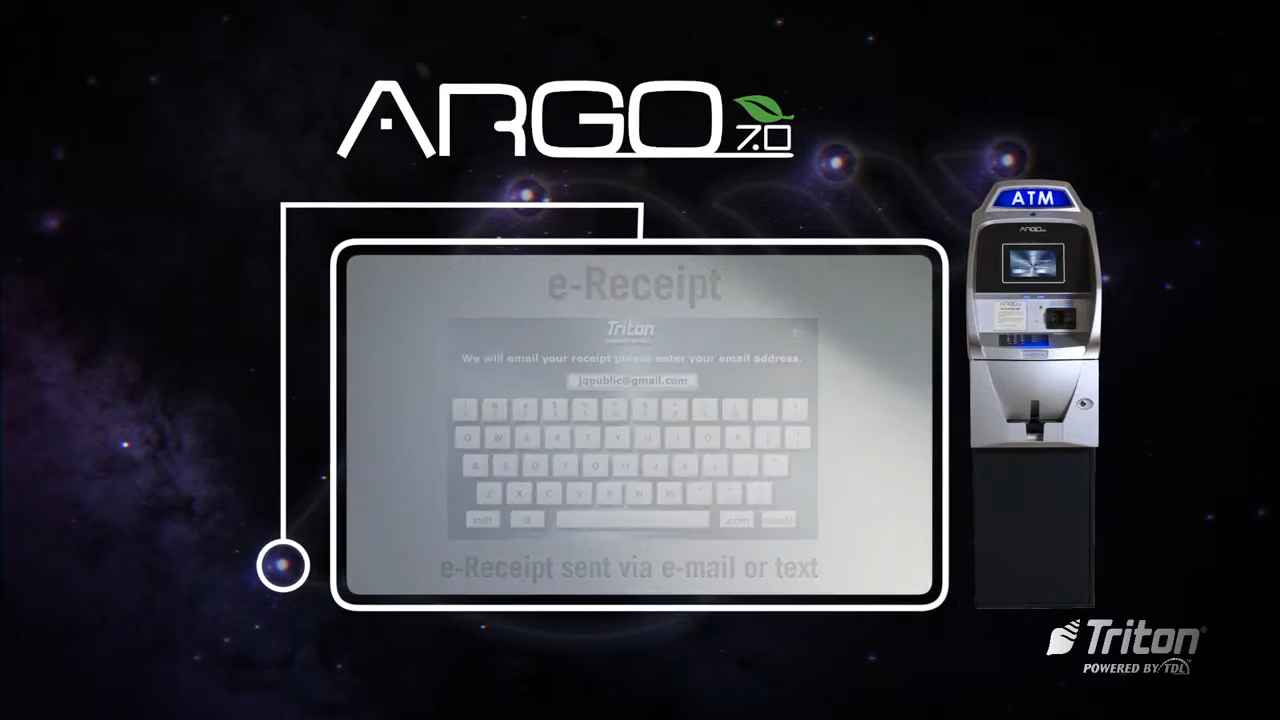 ARGO 7.0
ATM
ARGO
e-Receipt
Triton
We will email your receipt please enter your email address.
jqpublic@gmail.com
Q W E R T Y U I O P
A S D F G H J K L
Z X C V B N M
shift @ .com
e-Receipt sent via e-mail or text
Triton®
POWERED BY TDL